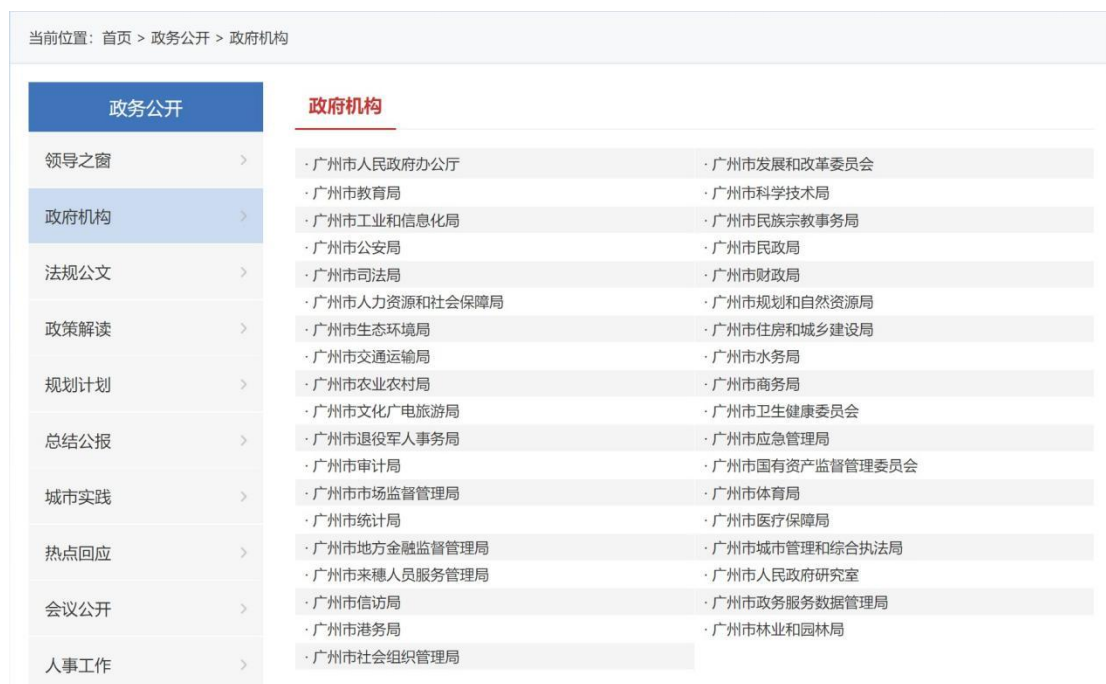 当前位置：首页 > 政务公开 > 政府机构
政务公开
领导之窗
政府机构
法规公文
政策解读
规划计划
总结公报
城市实践
热点回应
会议公开
人事工作
政府机构
· 广州市人民政府办公厅 · 广州市发展和改革委员会
· 广州市教育局 · 广州市科学技术局
· 广州市工业和信息化局 · 广州市民族宗教事务局
· 广州市公安局 · 广州市民政局
· 广州市司法局 · 广州市财政局
· 广州市人力资源和社会保障局 · 广州市规划和自然资源局
· 广州市生态环境局 · 广州市住房和城乡建设局
· 广州市交通运输局 · 广州市水务局
· 广州市农业农村局 · 广州市商务局
· 广州市文化广电旅游局 · 广州市卫生健康委员会
· 广州市退役军人事务局 · 广州市应急管理局
· 广州市审计局 · 广州市国有资产监督管理委员会
· 广州市市场监督管理局 · 广州市体育局
· 广州市统计局 · 广州市医疗保障局
· 广州市地方金融监督管理局 · 广州市城市管理和综合执法局
· 广州市来穗人员服务管理局 · 广州市人民政府研究室
· 广州市信访局 · 广州市政务服务数据管理局
· 广州市港务局 · 广州市林业和园林局
· 广州市社会组织管理局